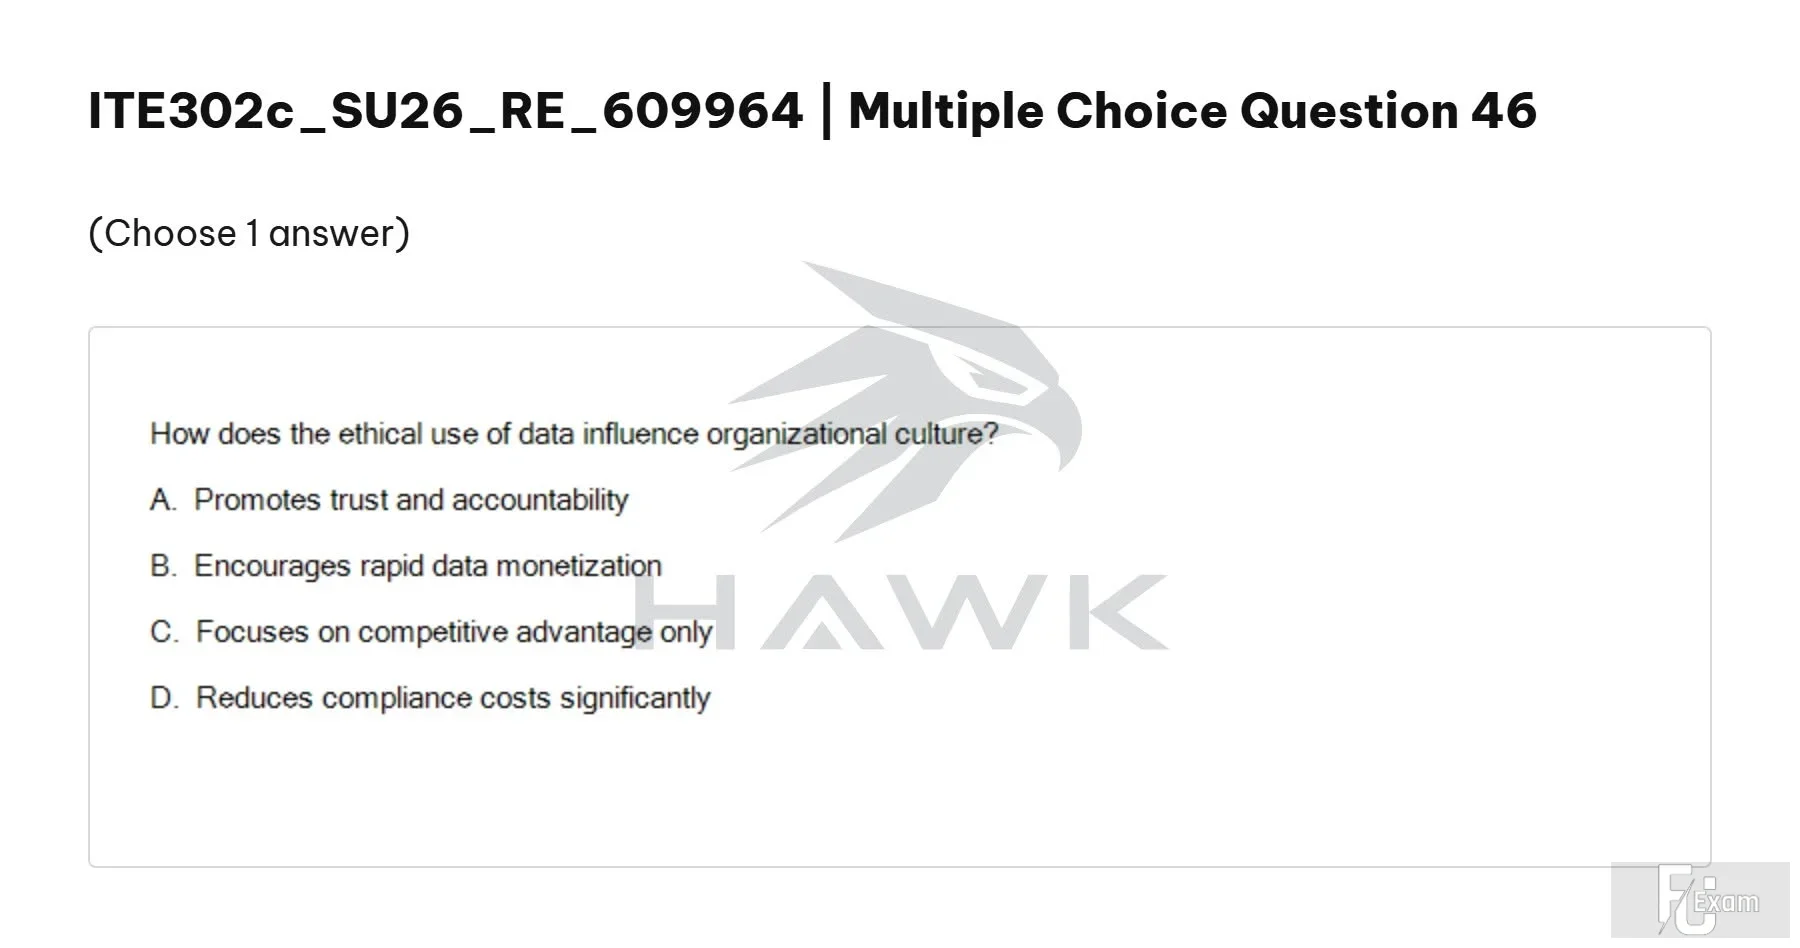 ITE302c_SU26_RE_609964 | Multiple Choice Question 46
(Choose 1 answer)
How does the ethical use of data influence organizational culture?
A. Promotes trust and accountability
B. Encourages rapid data monetization
C. Focuses on competitive advantage only
D. Reduces compliance costs significantly
HAWK
FU Exam